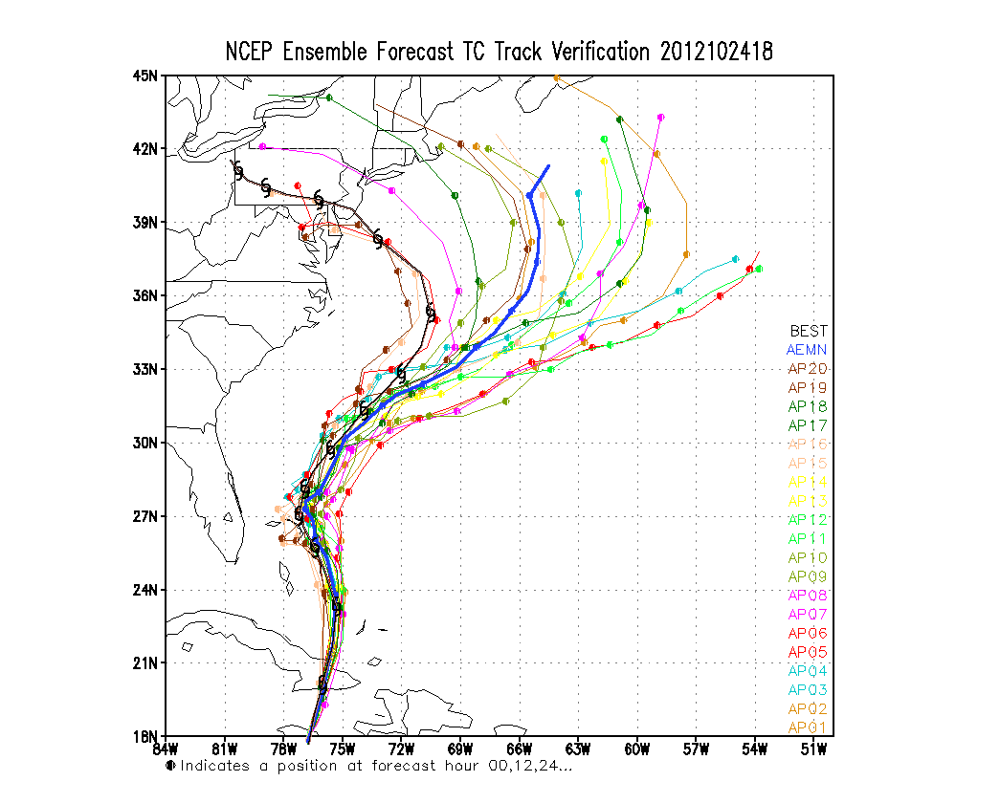 NCEP Ensemble Forecast TC Track Verification 2012102418
45N
42N
39N
36N
33N
30N
27N
24N
21N
18N
BEST
AEMN
AP20
AP19
AP18
AP17
AP16
AP15
AP14
AP13
AP12
AP11
AP10
AP09
AP08
AP07
AP06
AP05
AP04
AP03
AP02
AP01
84W 81W 78W 75W 72W 69W 66W 63W 60W 57W 54W 51W
Indicates a position at forecast hour 00,12,24...